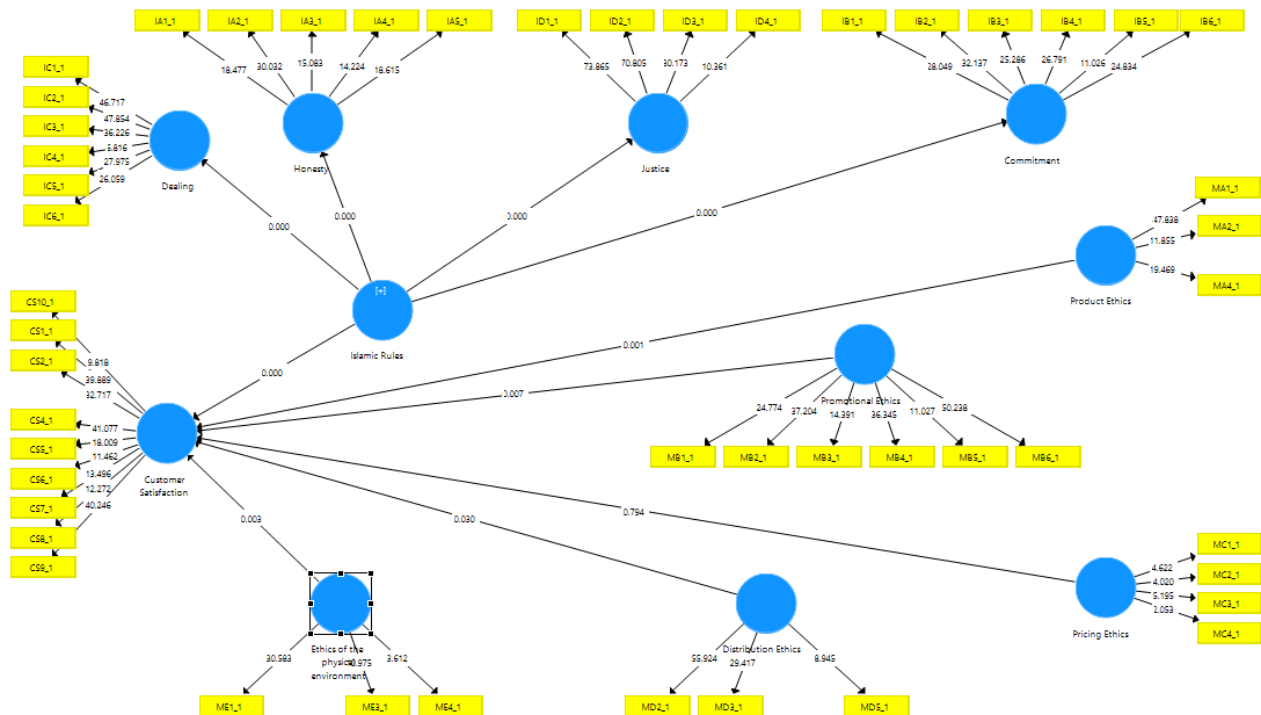 IA1_1
IA2_1
IA3_1
IA4_1
IA5_1
ID1_1
ID2_1
ID3_1
ID4_1
IB1_1
IB2_1
IB3_1
IB4_1
IB5_1
IB6_1
18.477
30.032
15.083
14.224
18.615
73.865
70.805
30.173
10.361
28.049
32.137
25.286
26.791
11.026
24.834
IC1_1
IC2_1
IC3_1
IC4_1
IC5_1
IC6_1
46.717
47.854
36.226
5.816
27.975
26.059
Dealing
Honesty
Justice
Commitment
0.000
0.000
0.000
0.000
MA1_1
MA2_1
MA4_1
47.838
11.855
19.469
Product Ethics
[+]
Islamic Rules
0.000
0.001
0.007
CS10_1
CS1_1
CS2_1
CS4_1
CS5_1
CS6_1
CS7_1
CS8_1
CS9_1
9.818
39.889
32.717
41.077
18.009
11.462
13.496
12.272
40.246
Customer
Satisfaction
Promotional Ethics
24.774
37.204
14.391
36.345
11.027
50.238
MB1_1
MB2_1
MB3_1
MB4_1
MB5_1
MB6_1
0.003
0.030
0.794
MC1_1
MC2_1
MC3_1
MC4_1
4.622
4.020
5.195
2.053
Pricing Ethics
Ethics of the
physical
environment
30.583
3.612
ME1_1
ME3_1
ME4_1
Distribution Ethics
55.924
29.417
8.945
MD2_1
MD3_1
MD5_1